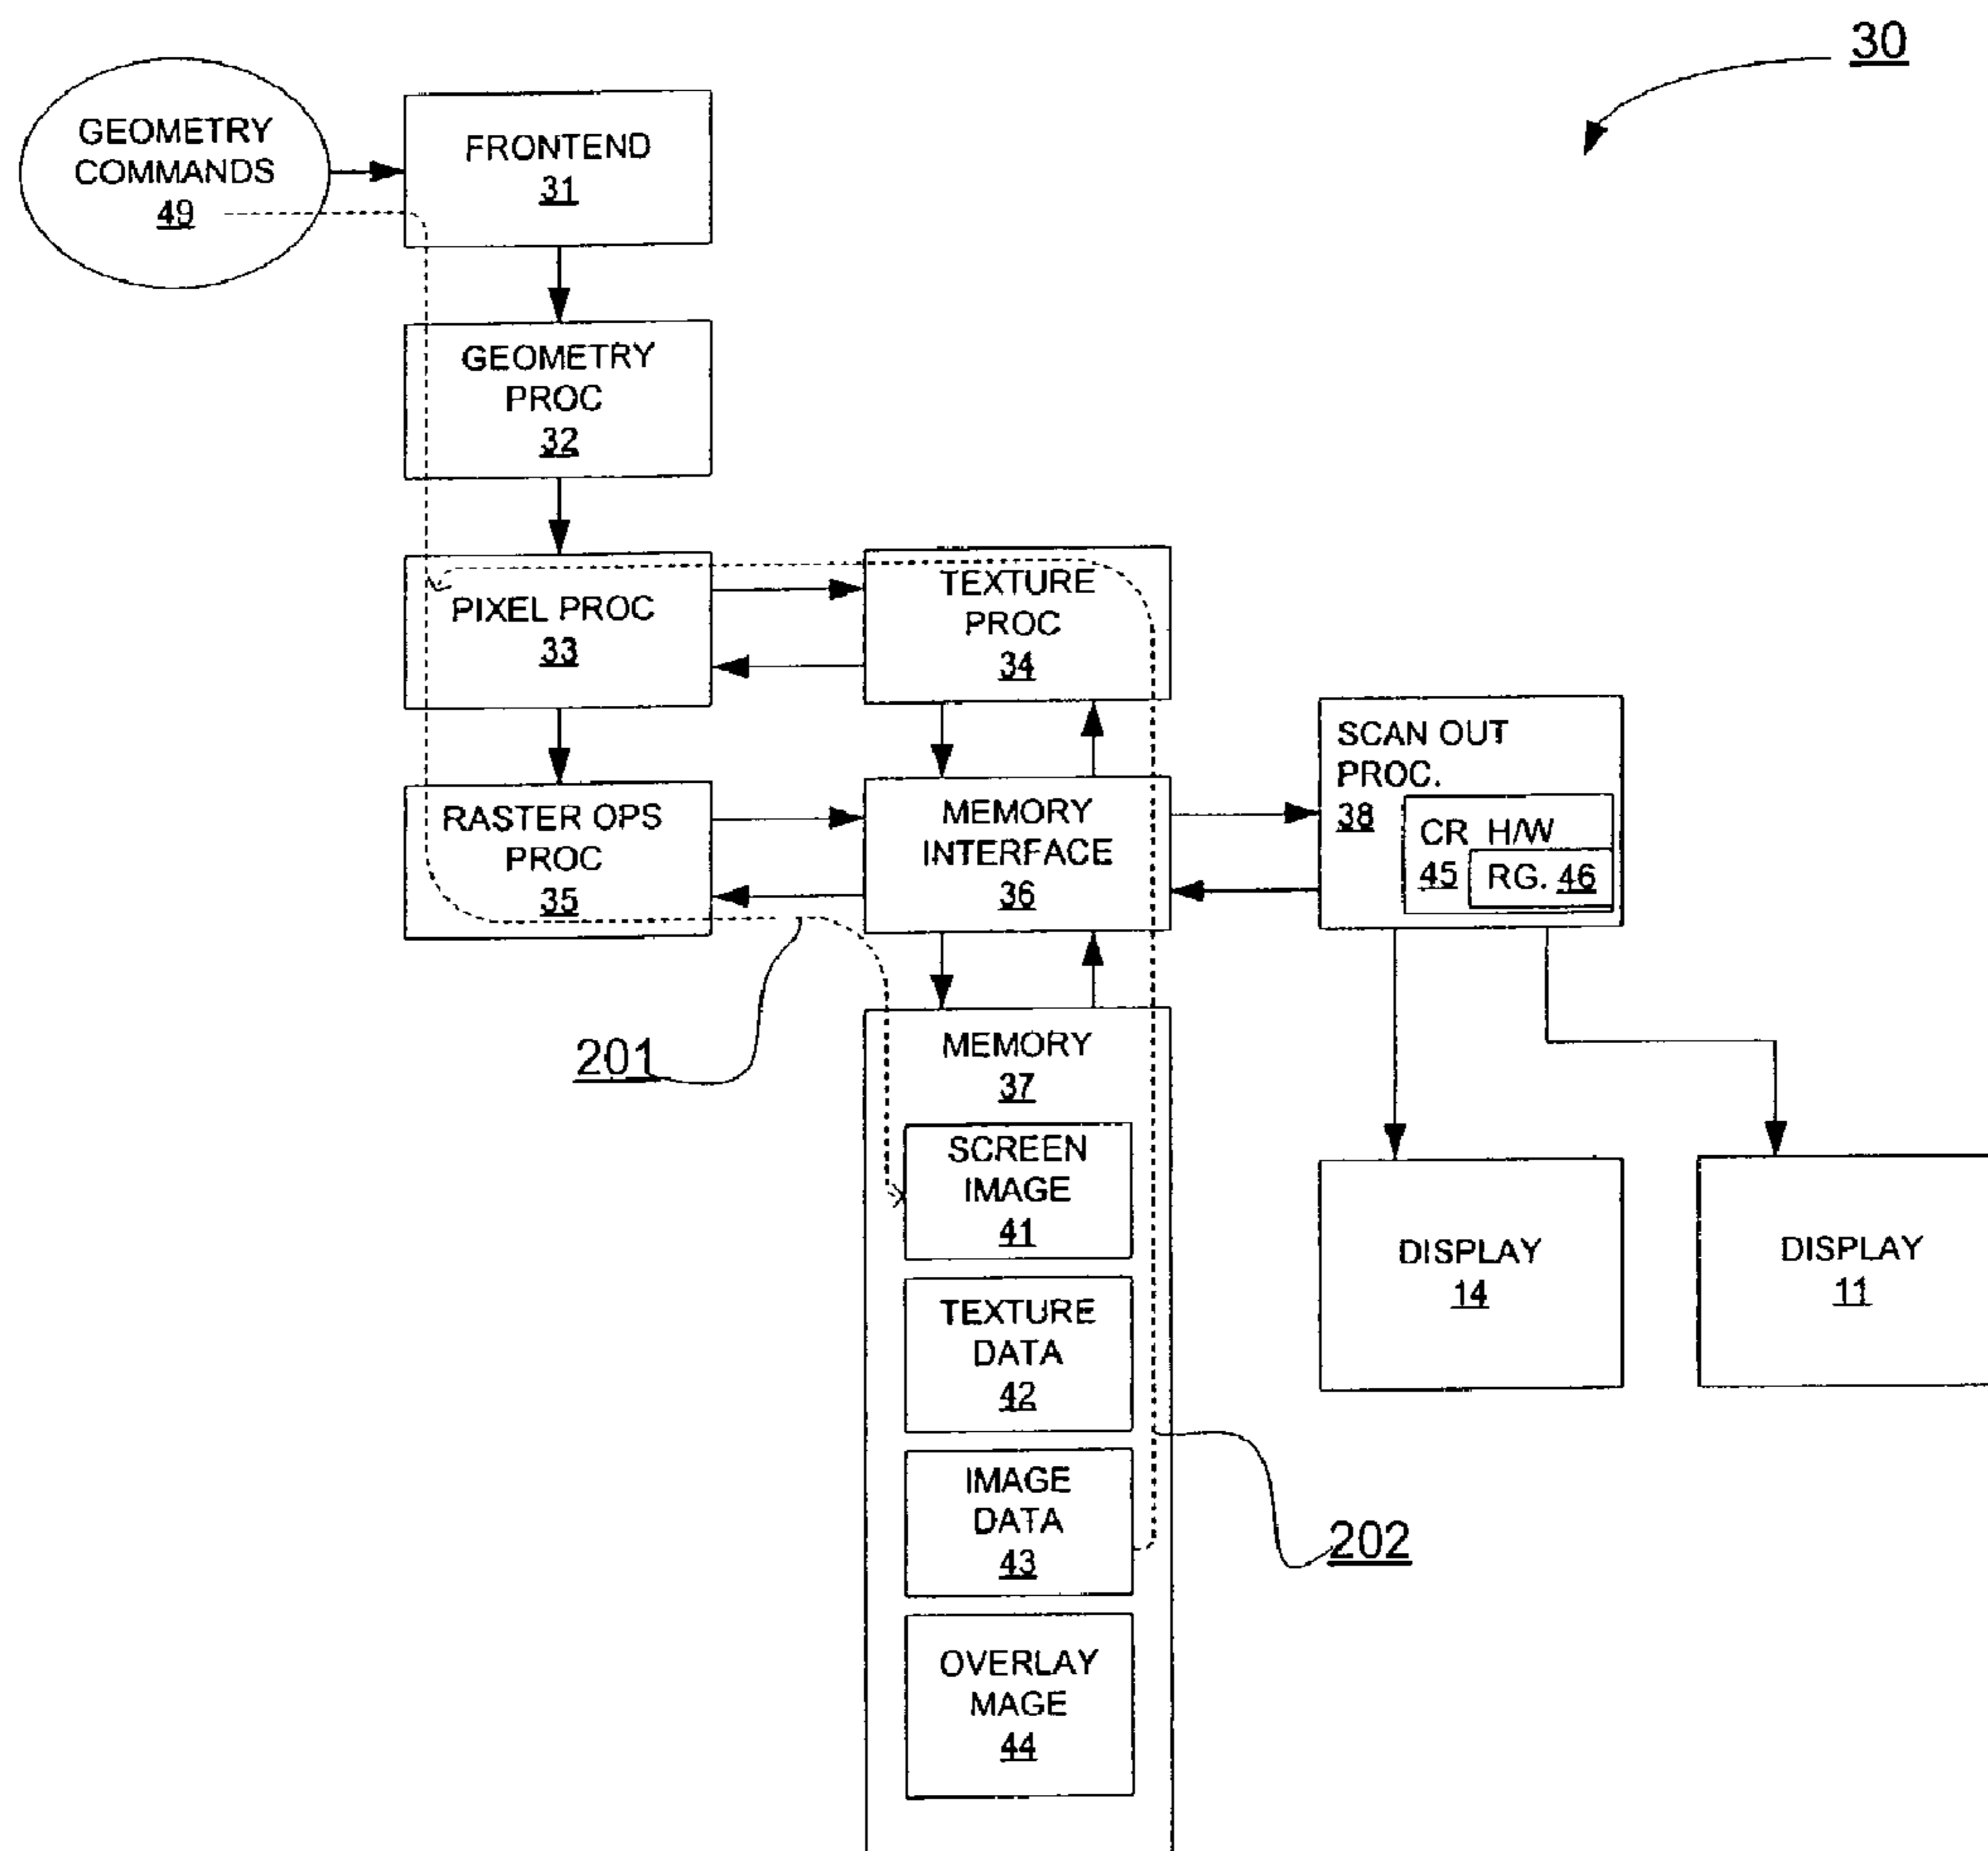 30
GEOMETRY
COMMANDS
49
FRONTEND
31
GEOMETRY
PROC
32
PIXEL PROC
33
TEXTURE
PROC
34
RASTER OPS
PROC
35
MEMORY
INTERFACE
36
SCAN OUT
PROC.
38
CR H/W
45
RG. 46
201
MEMORY
37
SCREEN
IMAGE
41
TEXTURE
DATA
42
IMAGE
DATA
43
OVERLAY
MAGE
44
202
DISPLAY
14
DISPLAY
11